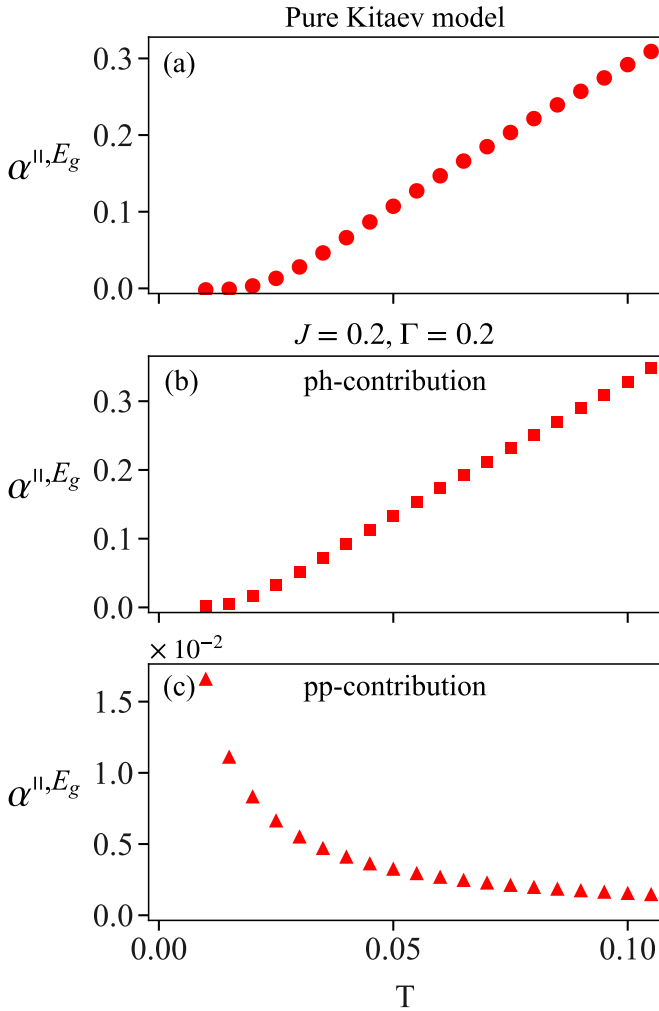 Pure Kitaev model
(a)
0.3
0.2
α^{||,E_g}
0.1
0.0
J = 0.2, Γ = 0.2
(b) ph-contribution
0.3
0.2
α^{||,E_g}
0.1
0.0
× 10^{-2}
(c) pp-contribution
1.5
1.0
α^{||,E_g}
0.5
0.0
0.00 0.05 0.10
T